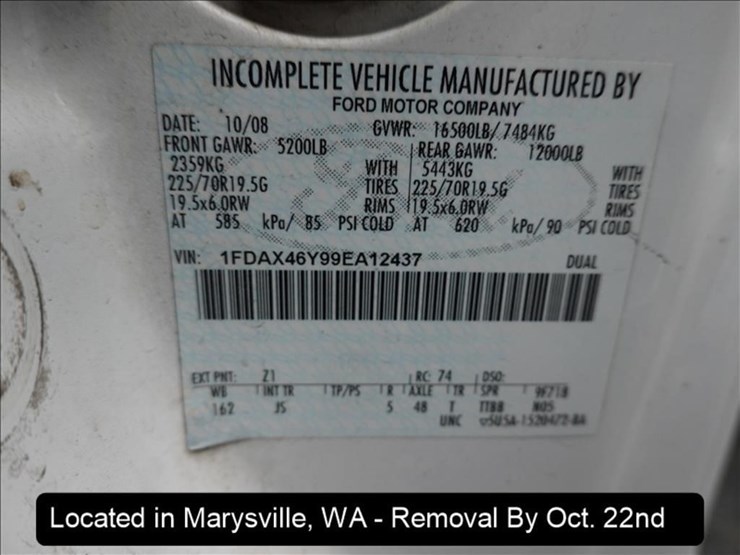 INCOMPLETE VEHICLE MANUFACTURED BY
FORD MOTOR COMPANY
DATE: 10/08 GVWR: 16500LB/ 7484KG
FRONT GAWR: 5200LB REAR GAWR: 12000LB
2359KG WITH 5443KG WITH
225/70R19.5G TIRES 225/70R19.5G TIRES
19.5x6.0RW RIMS 19.5x6.0RW RIMS
AT 585 kPa/ 85 PSI COLD AT 620 kPa/ 90 PSI COLD
VIN: 1FDAX46Y99EA12437 DUAL
EXT PNT: Z1 RC: 74 DSO:
WB INT TR TP/PS R AXLE TR SPR
162 JS 5 48 T TTBB
UNC
Located in Marysville, WA - Removal By Oct. 22nd